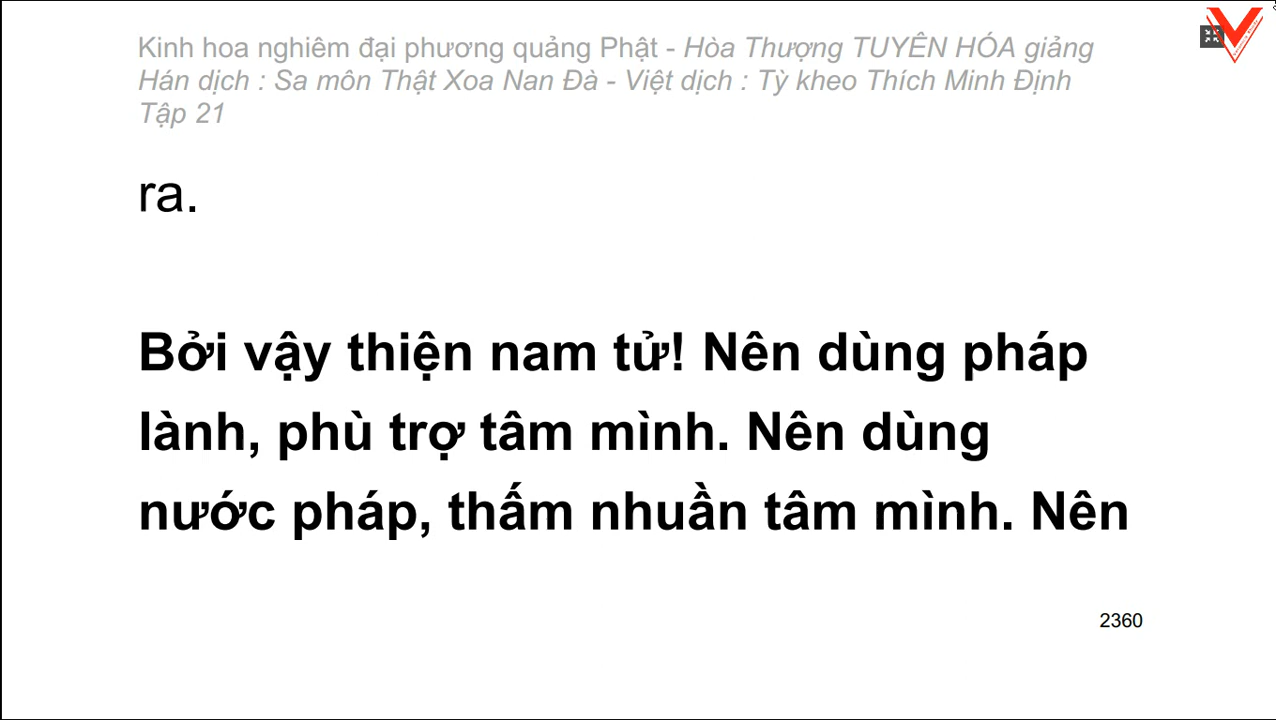 Kinh hoa nghiêm đại phương quảng Phật - Hòa Thượng TUYÊN HÓA giảng
Hán dịch : Sa môn Thật Xoa Nan Đà - Việt dịch : Tỳ kheo Thích Minh Định
Tập 21
ra.
Bởi vậy thiện nam tử! Nên dùng pháp
lành, phù trợ tâm mình. Nên dùng
nước pháp, thấm nhuần tâm mình. Nên
2360